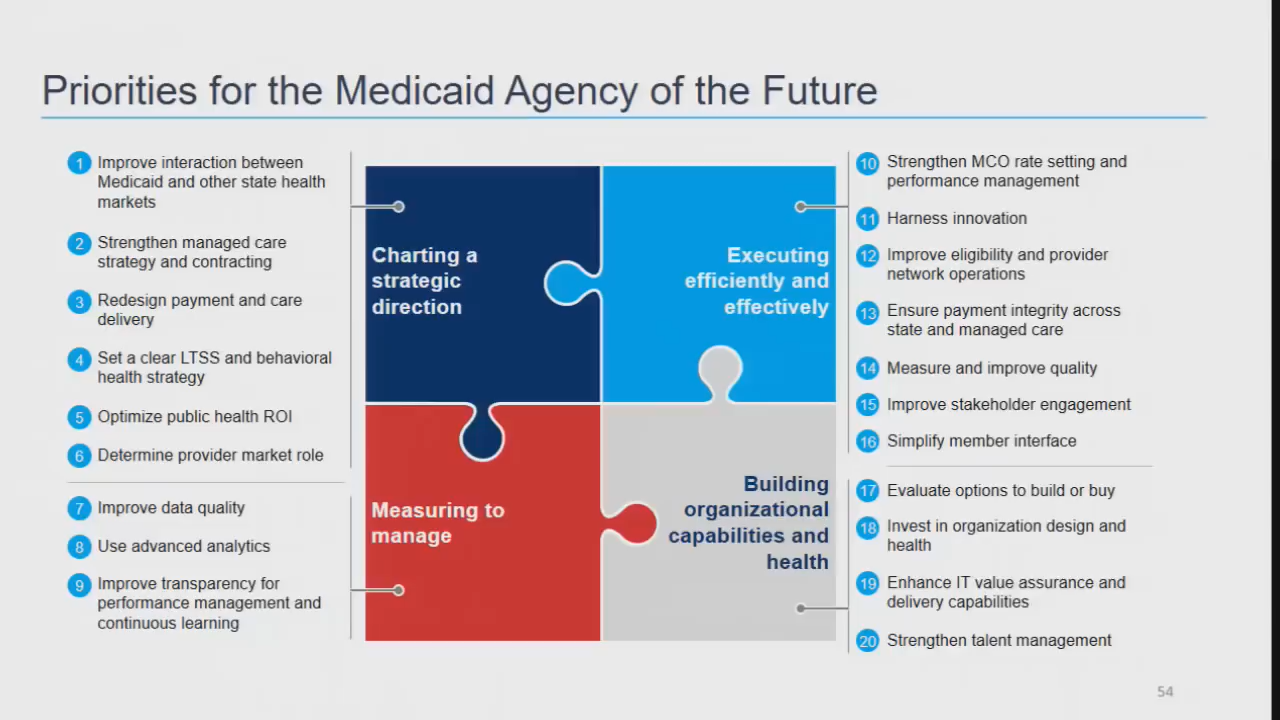 Priorities for the Medicaid Agency of the Future
1 Improve interaction between
Medicaid and other state health
markets
2 Strengthen managed care
strategy and contracting
3 Redesign payment and care
delivery
4 Set a clear LTSS and behavioral
health strategy
5 Optimize public health ROI
6 Determine provider market role
7 Improve data quality
8 Use advanced analytics
9 Improve transparency for
performance management and
continuous learning
Charting a
strategic
direction
Executing
efficiently and
effectively
Measuring to
manage
Building
organizational
capabilities and
health
10 Strengthen MCO rate setting and
performance management
11 Harness innovation
12 Improve eligibility and provider
network operations
13 Ensure payment integrity across
state and managed care
14 Measure and improve quality
15 Improve stakeholder engagement
16 Simplify member interface
17 Evaluate options to build or buy
18 Invest in organization design and
health
19 Enhance IT value assurance and
delivery capabilities
20 Strengthen talent management
54